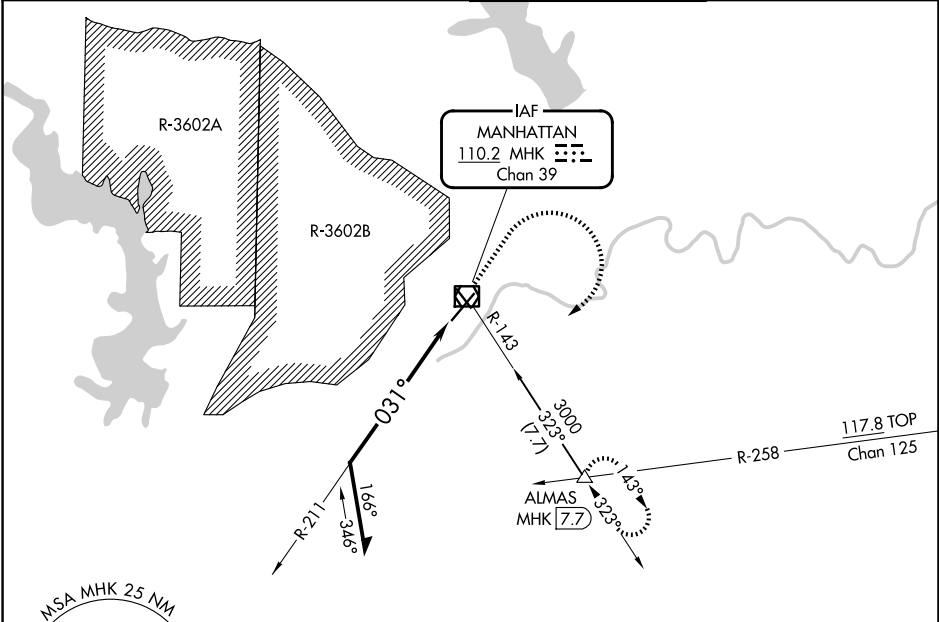 IAF
MANHATTAN
110.2 MHK
Chan 39
R-3602A
R-3602B
R-143
031°
3000
323°
(7.7)
117.8 TOP
Chan 125
R-258
ALMAS
MHK 7.7
143°
323°
166°
346°
R-211
MSA MHK 25 NM